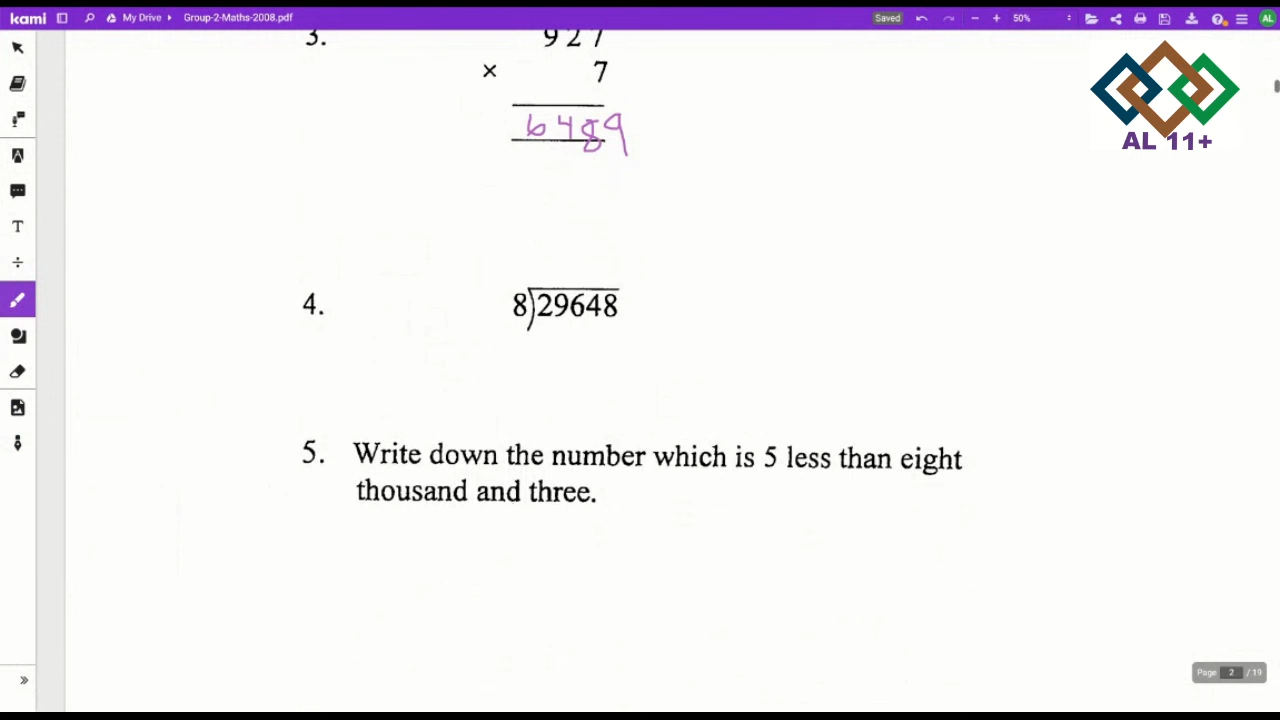 kami My Drive Group-2-Maths-2008.pdf Saved 50% AL
3. 927
× 7
6489
AL 11+
4. 8)29648
5. Write down the number which is 5 less than eight
thousand and three.
Page 2 / 19